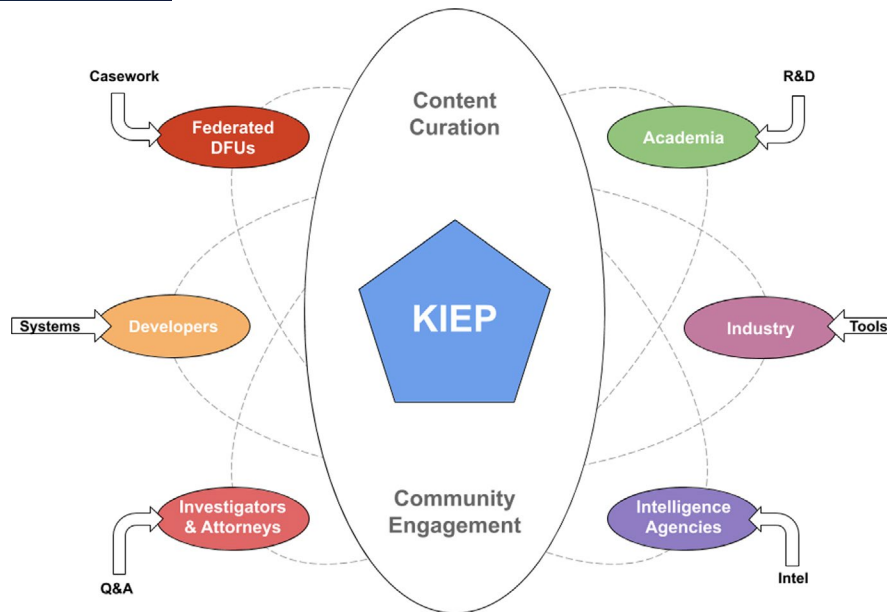 Casework
R&D
Content
Curation
Federated
DFUs
Academia
KIEP
Systems
Developers
Industry
Tools
Community
Engagement
Investigators
& Attorneys
Intelligence
Agencies
Q&A
Intel